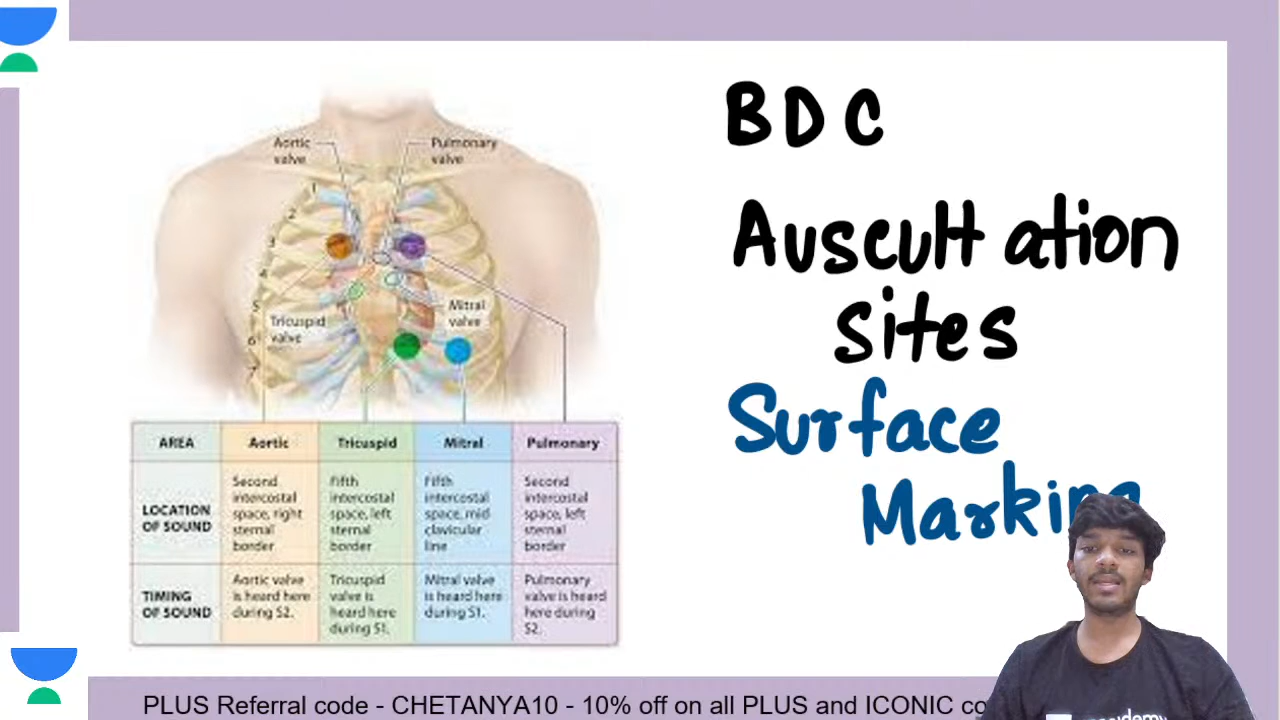 BDC
Auscultation
sites
Surface
Marking
Aortic
valve
Pulmonary
valve
1
2
3
4
5
6
7
Tricuspid
valve
Mitral
valve
AREA Aortic Tricuspid Mitral Pulmonary
LOCATION
OF SOUND
Second
intercostal
space, right
sternal
border
Fifth
intercostal
space, left
sternal
border
Fifth
intercostal
space, mid
clavicular
line
Second
intercostal
space, left
sternal
border
TIMING
OF SOUND
Aortic valve
is heard here
during S2.
Tricuspid
valve is
heard here
during S1.
Mitral valve
is heard here
during S1.
Pulmonary
valve is heard
here during
S2.
PLUS Referral code - CHETANYA10 - 10% off on all PLUS and ICONIC co